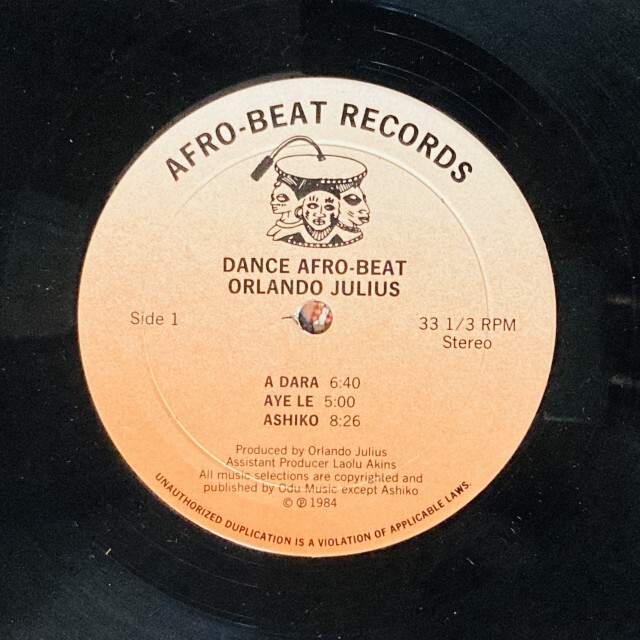 AFRO-BEAT RECORDS
DANCE AFRO-BEAT
ORLANDO JULIUS
Side 1
33 1/3 RPM
Stereo
A DARA 6:40
AYE LE 5:00
ASHIKO 8:26
Produced by Orlando Julius
Assistant Producer Laolu Akins
All music selections are copyrighted and
published by Odu Music except Ashiko
© ℗ 1984
UNAUTHORIZED DUPLICATION IS A VIOLATION OF APPLICABLE LAWS.